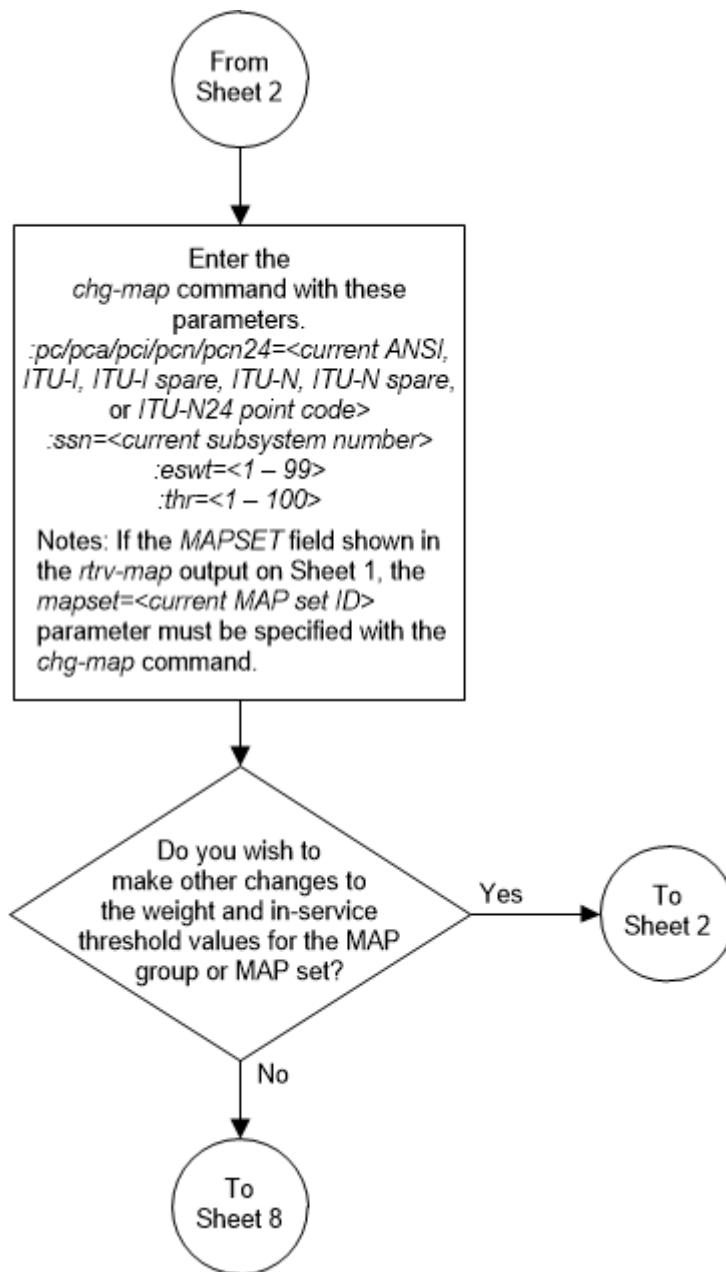 From
Sheet 2
Enter the
chg-map command with these
parameters.
:pc/pca/pci/pcn/pcn24=<current ANSI,
ITU-I, ITU-I spare, ITU-N, ITU-N spare,
or ITU-N24 point code>
:ssn=<current subsystem number>
:eswt=<1 – 99>
:thr=<1 – 100>
Notes: If the MAPSET field shown in
the rtrv-map output on Sheet 1, the
mapset=<current MAP set ID>
parameter must be specified with the
chg-map command.
Do you wish to
make other changes to
the weight and in-service
threshold values for the MAP
group or MAP set?
Yes
To
Sheet 2
No
To
Sheet 8